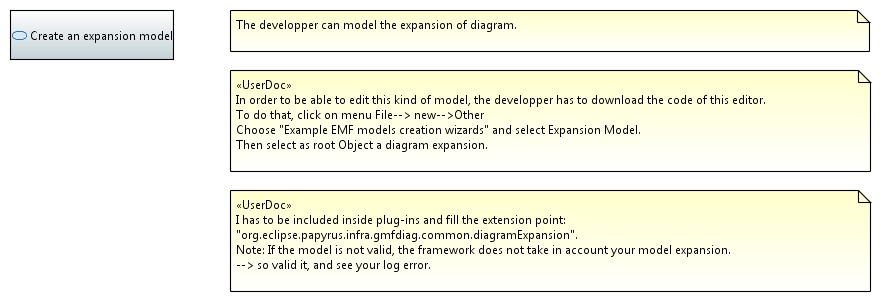 Create an expansion model
The developper can model the expansion of diagram.
«UserDoc»
In order to be able to edit this kind of model, the developper has to download the code of this editor.
To do that, click on menu File--> new-->Other
Choose "Example EMF models creation wizards" and select Expansion Model.
Then select as root Object a diagram expansion.
«UserDoc»
I has to be included inside plug-ins and fill the extension point:
"org.eclipse.papyrus.infra.gmfdiag.common.diagramExpansion".
Note: If the model is not valid, the framework does not take in account your model expansion.
--> so valid it, and see your log error.